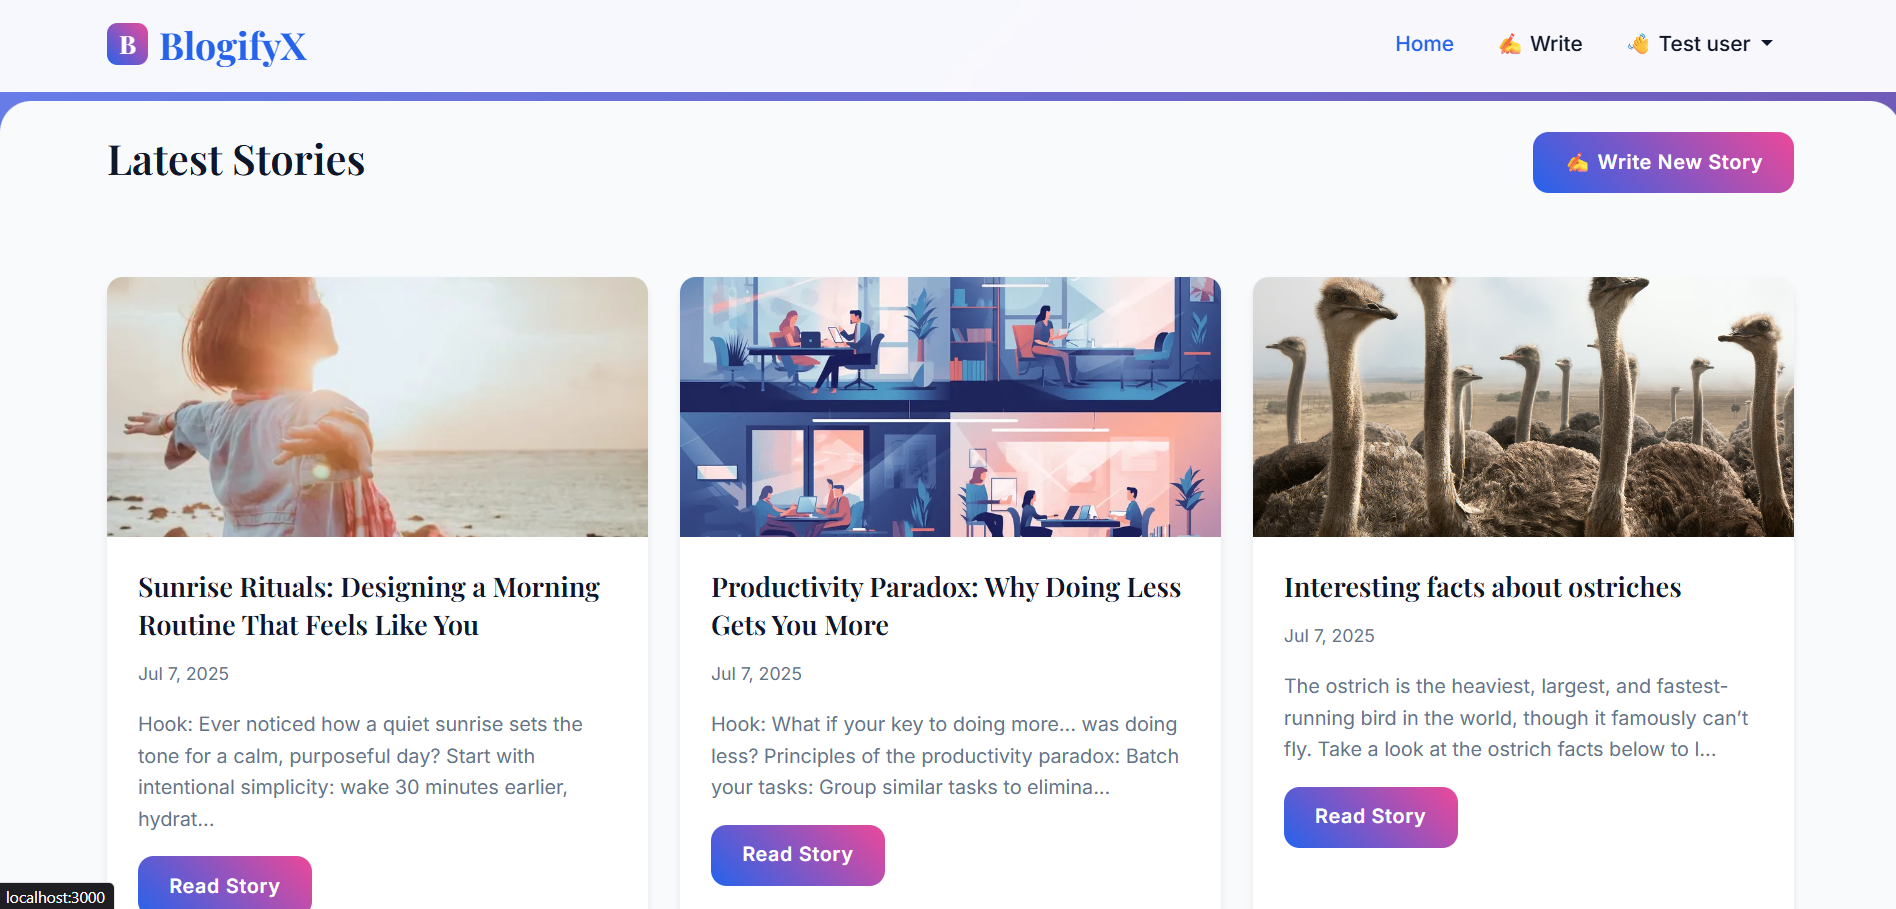 B BlogifyX
Home ✍️ Write 👋 Test user
Latest Stories
✍️ Write New Story
Sunrise Rituals: Designing a Morning
Routine That Feels Like You
Jul 7, 2025
Hook: Ever noticed how a quiet sunrise sets the
tone for a calm, purposeful day? Start with
intentional simplicity: wake 30 minutes earlier,
hydrat...
Read Story
Productivity Paradox: Why Doing Less
Gets You More
Jul 7, 2025
Hook: What if your key to doing more… was doing
less? Principles of the productivity paradox: Batch
your tasks: Group similar tasks to elimina...
Read Story
Interesting facts about ostriches
Jul 7, 2025
The ostrich is the heaviest, largest, and fastest-
running bird in the world, though it famously can’t
fly. Take a look at the ostrich facts below to l...
Read Story
localhost:3000